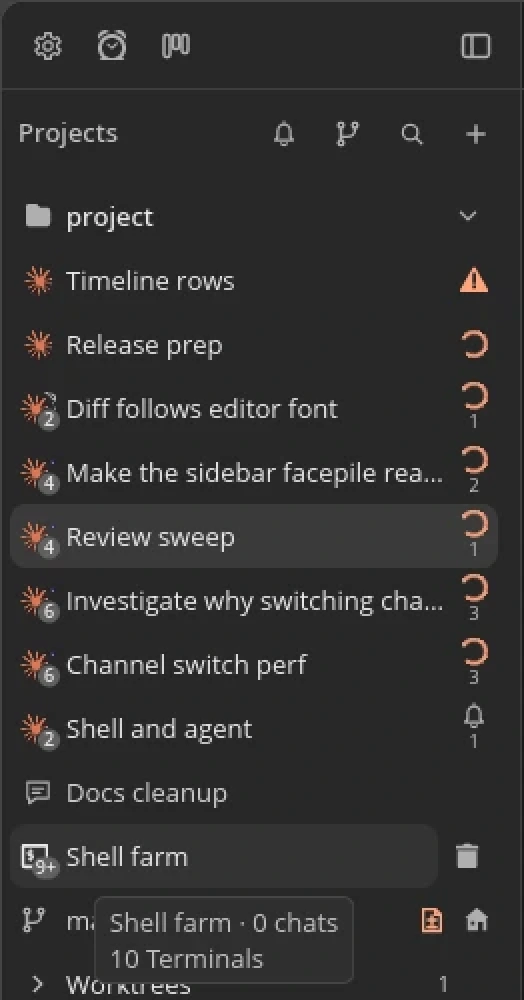 Projects
project
Timeline rows
Release prep
Diff follows editor font
2
1
Make the sidebar facepile rea...
4
2
Review sweep
4
1
Investigate why switching cha...
6
3
Channel switch perf
6
3
Shell and agent
2
1
Docs cleanup
Shell farm
9+
Shell farm · 0 chats
10 Terminals
Worktrees
1